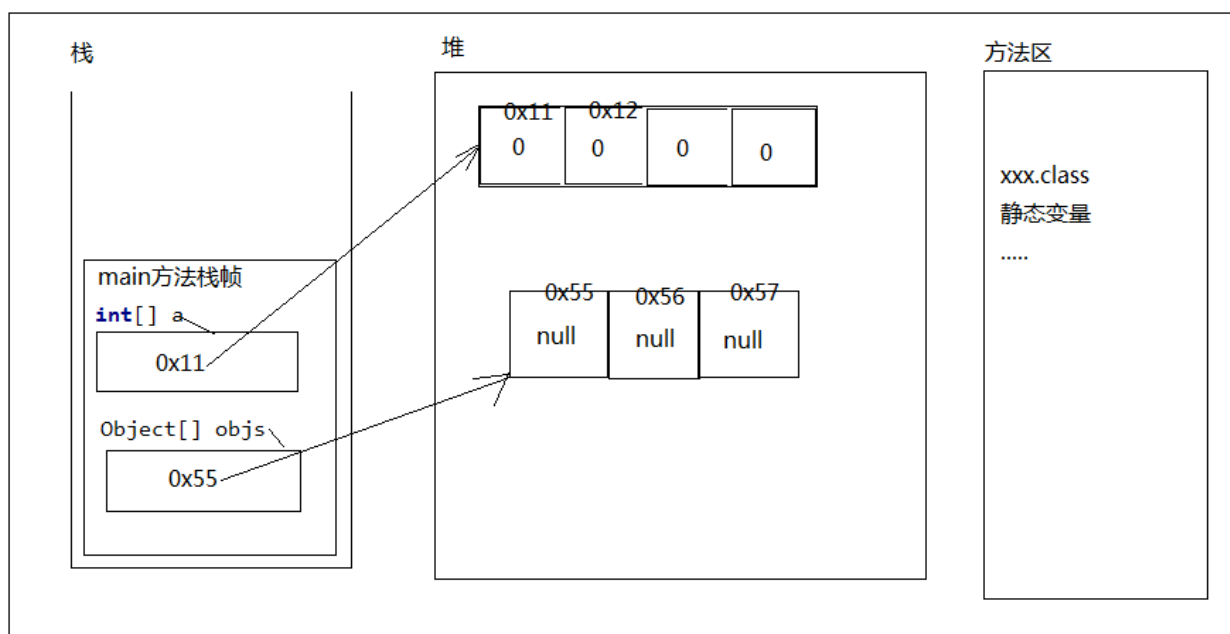 栈
main方法栈帧
int[] a
0x11
Object[] objs
0x55
堆
0x11 0x12
0 0 0 0
0x55 0x56 0x57
null null null
方法区
xxx.class
静态变量
.....